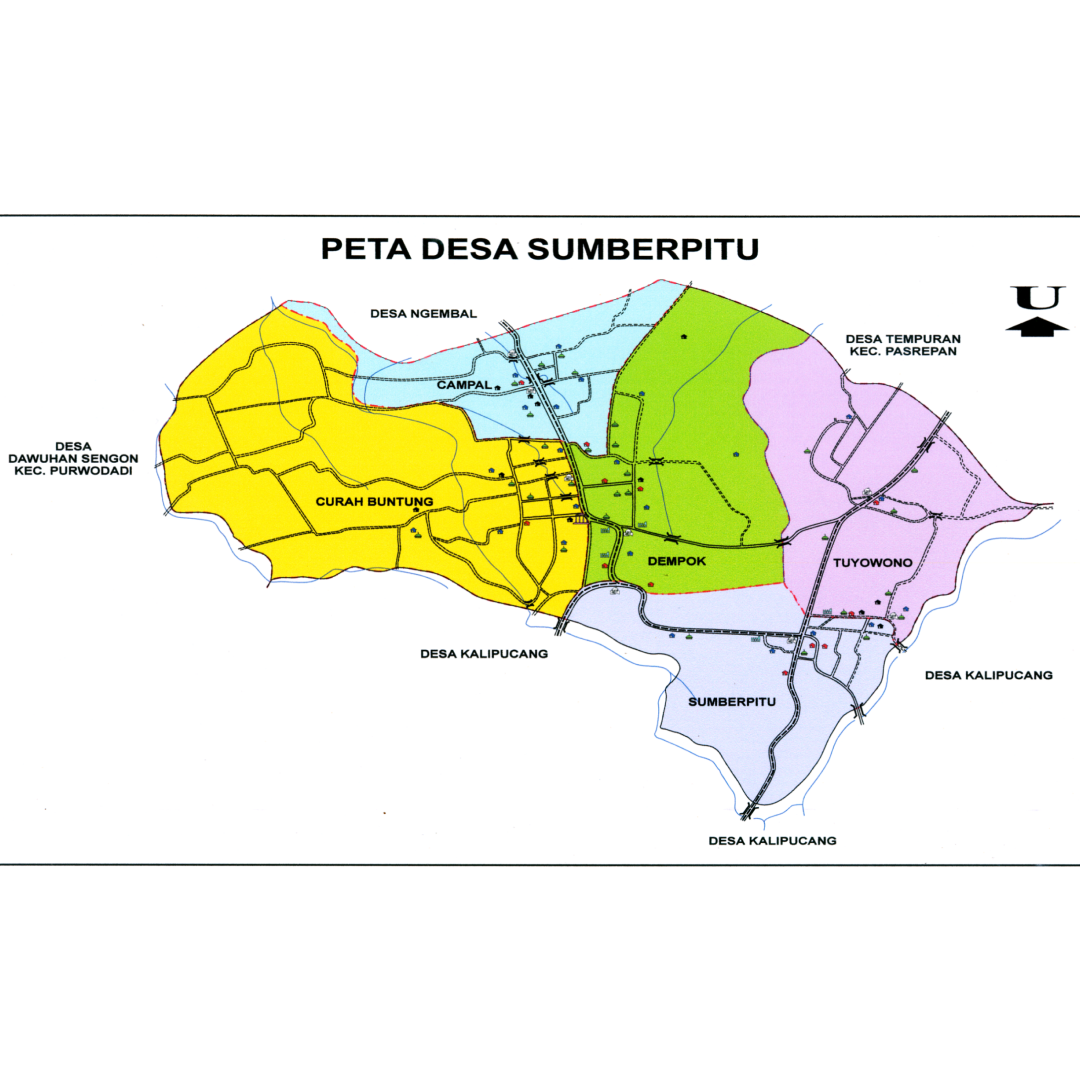 PETA DESA SUMBERPITU
U
DESA NGEMBAL
DESA TEMPURAN
KEC. PASREPAN
CAMPAL
DESA
DAWUHAN SENGON
KEC. PURWODADI
CURAH BUNTUNG
DEMPOK
TUYOWONO
DESA KALIPUCANG
DESA KALIPUCANG
SUMBERPITU
DESA KALIPUCANG